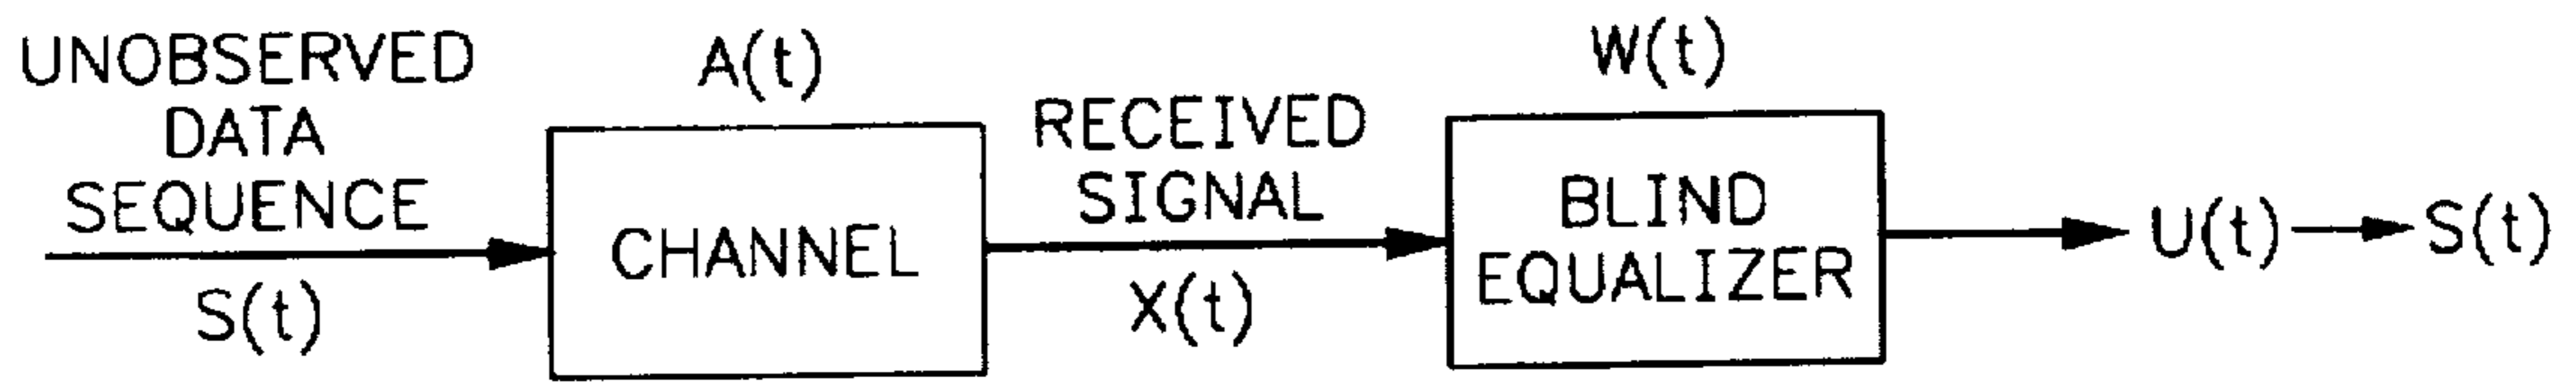 UNOBSERVED
DATA
SEQUENCE
S(t)
A(t)
CHANNEL
RECEIVED
SIGNAL
X(t)
W(t)
BLIND
EQUALIZER
U(t)
S(t)